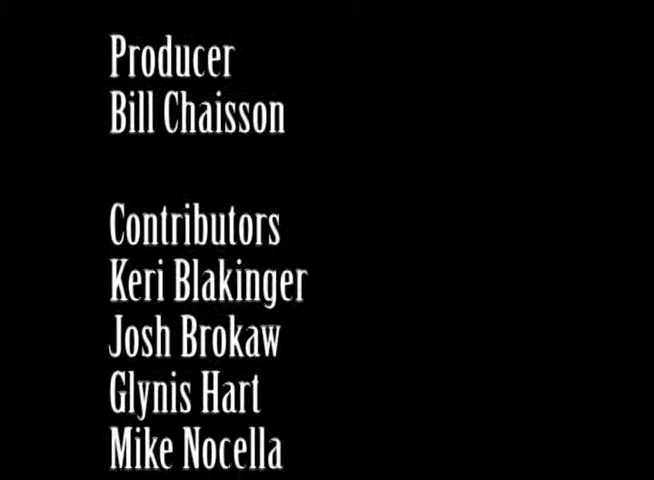 Producer
Bill Chaisson
Contributors
Keri Blakinger
Josh Brokaw
Glynis Hart
Mike Nocella